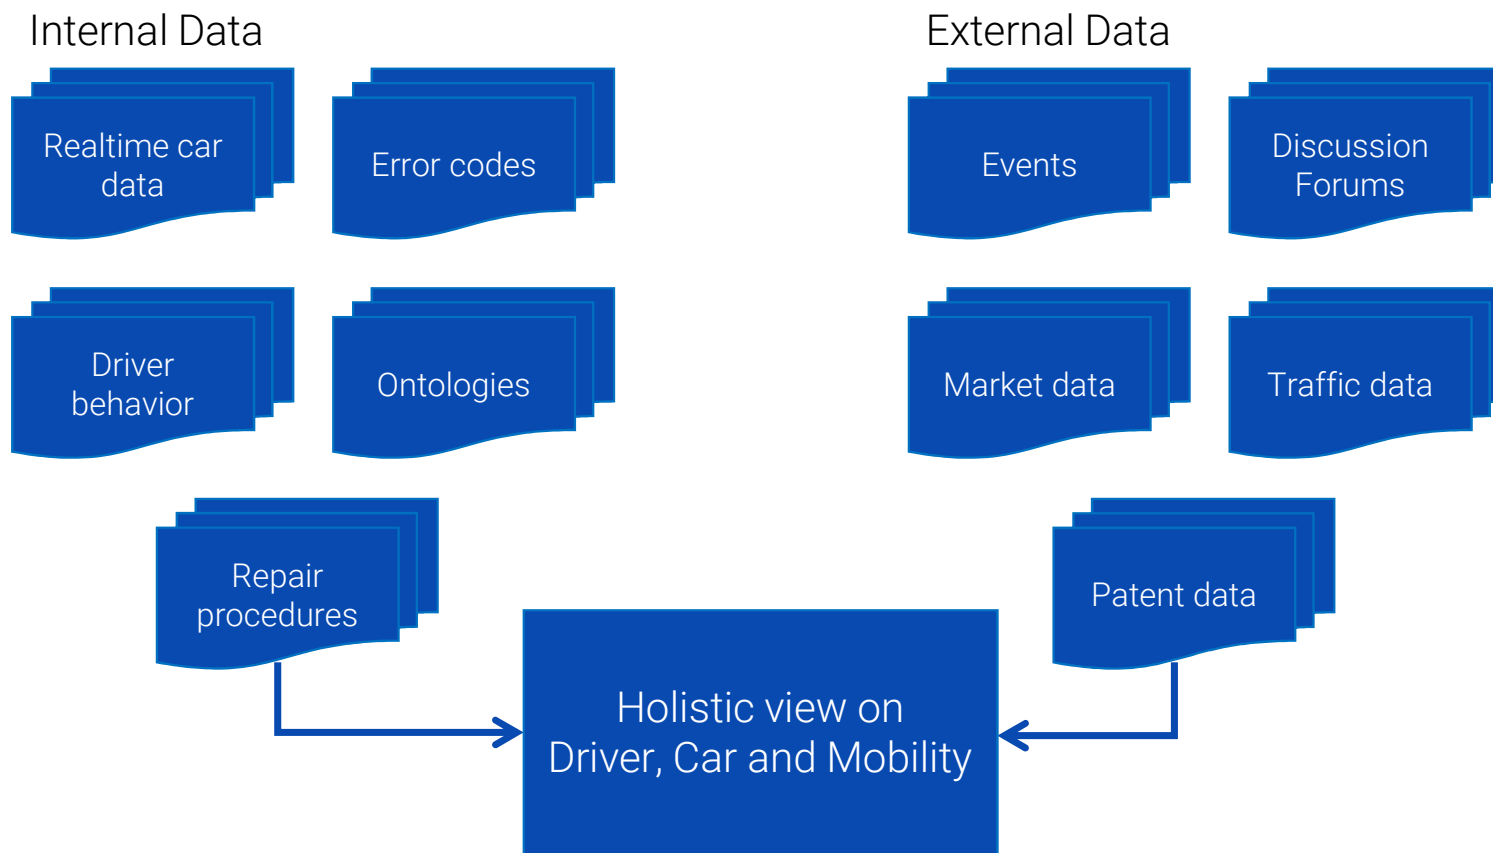 Internal Data
External Data
Realtime car
data
Error codes
Events
Discussion
Forums
Driver
behavior
Ontologies
Market data
Traffic data
Repair
procedures
Patent data
Holistic view on
Driver, Car and Mobility